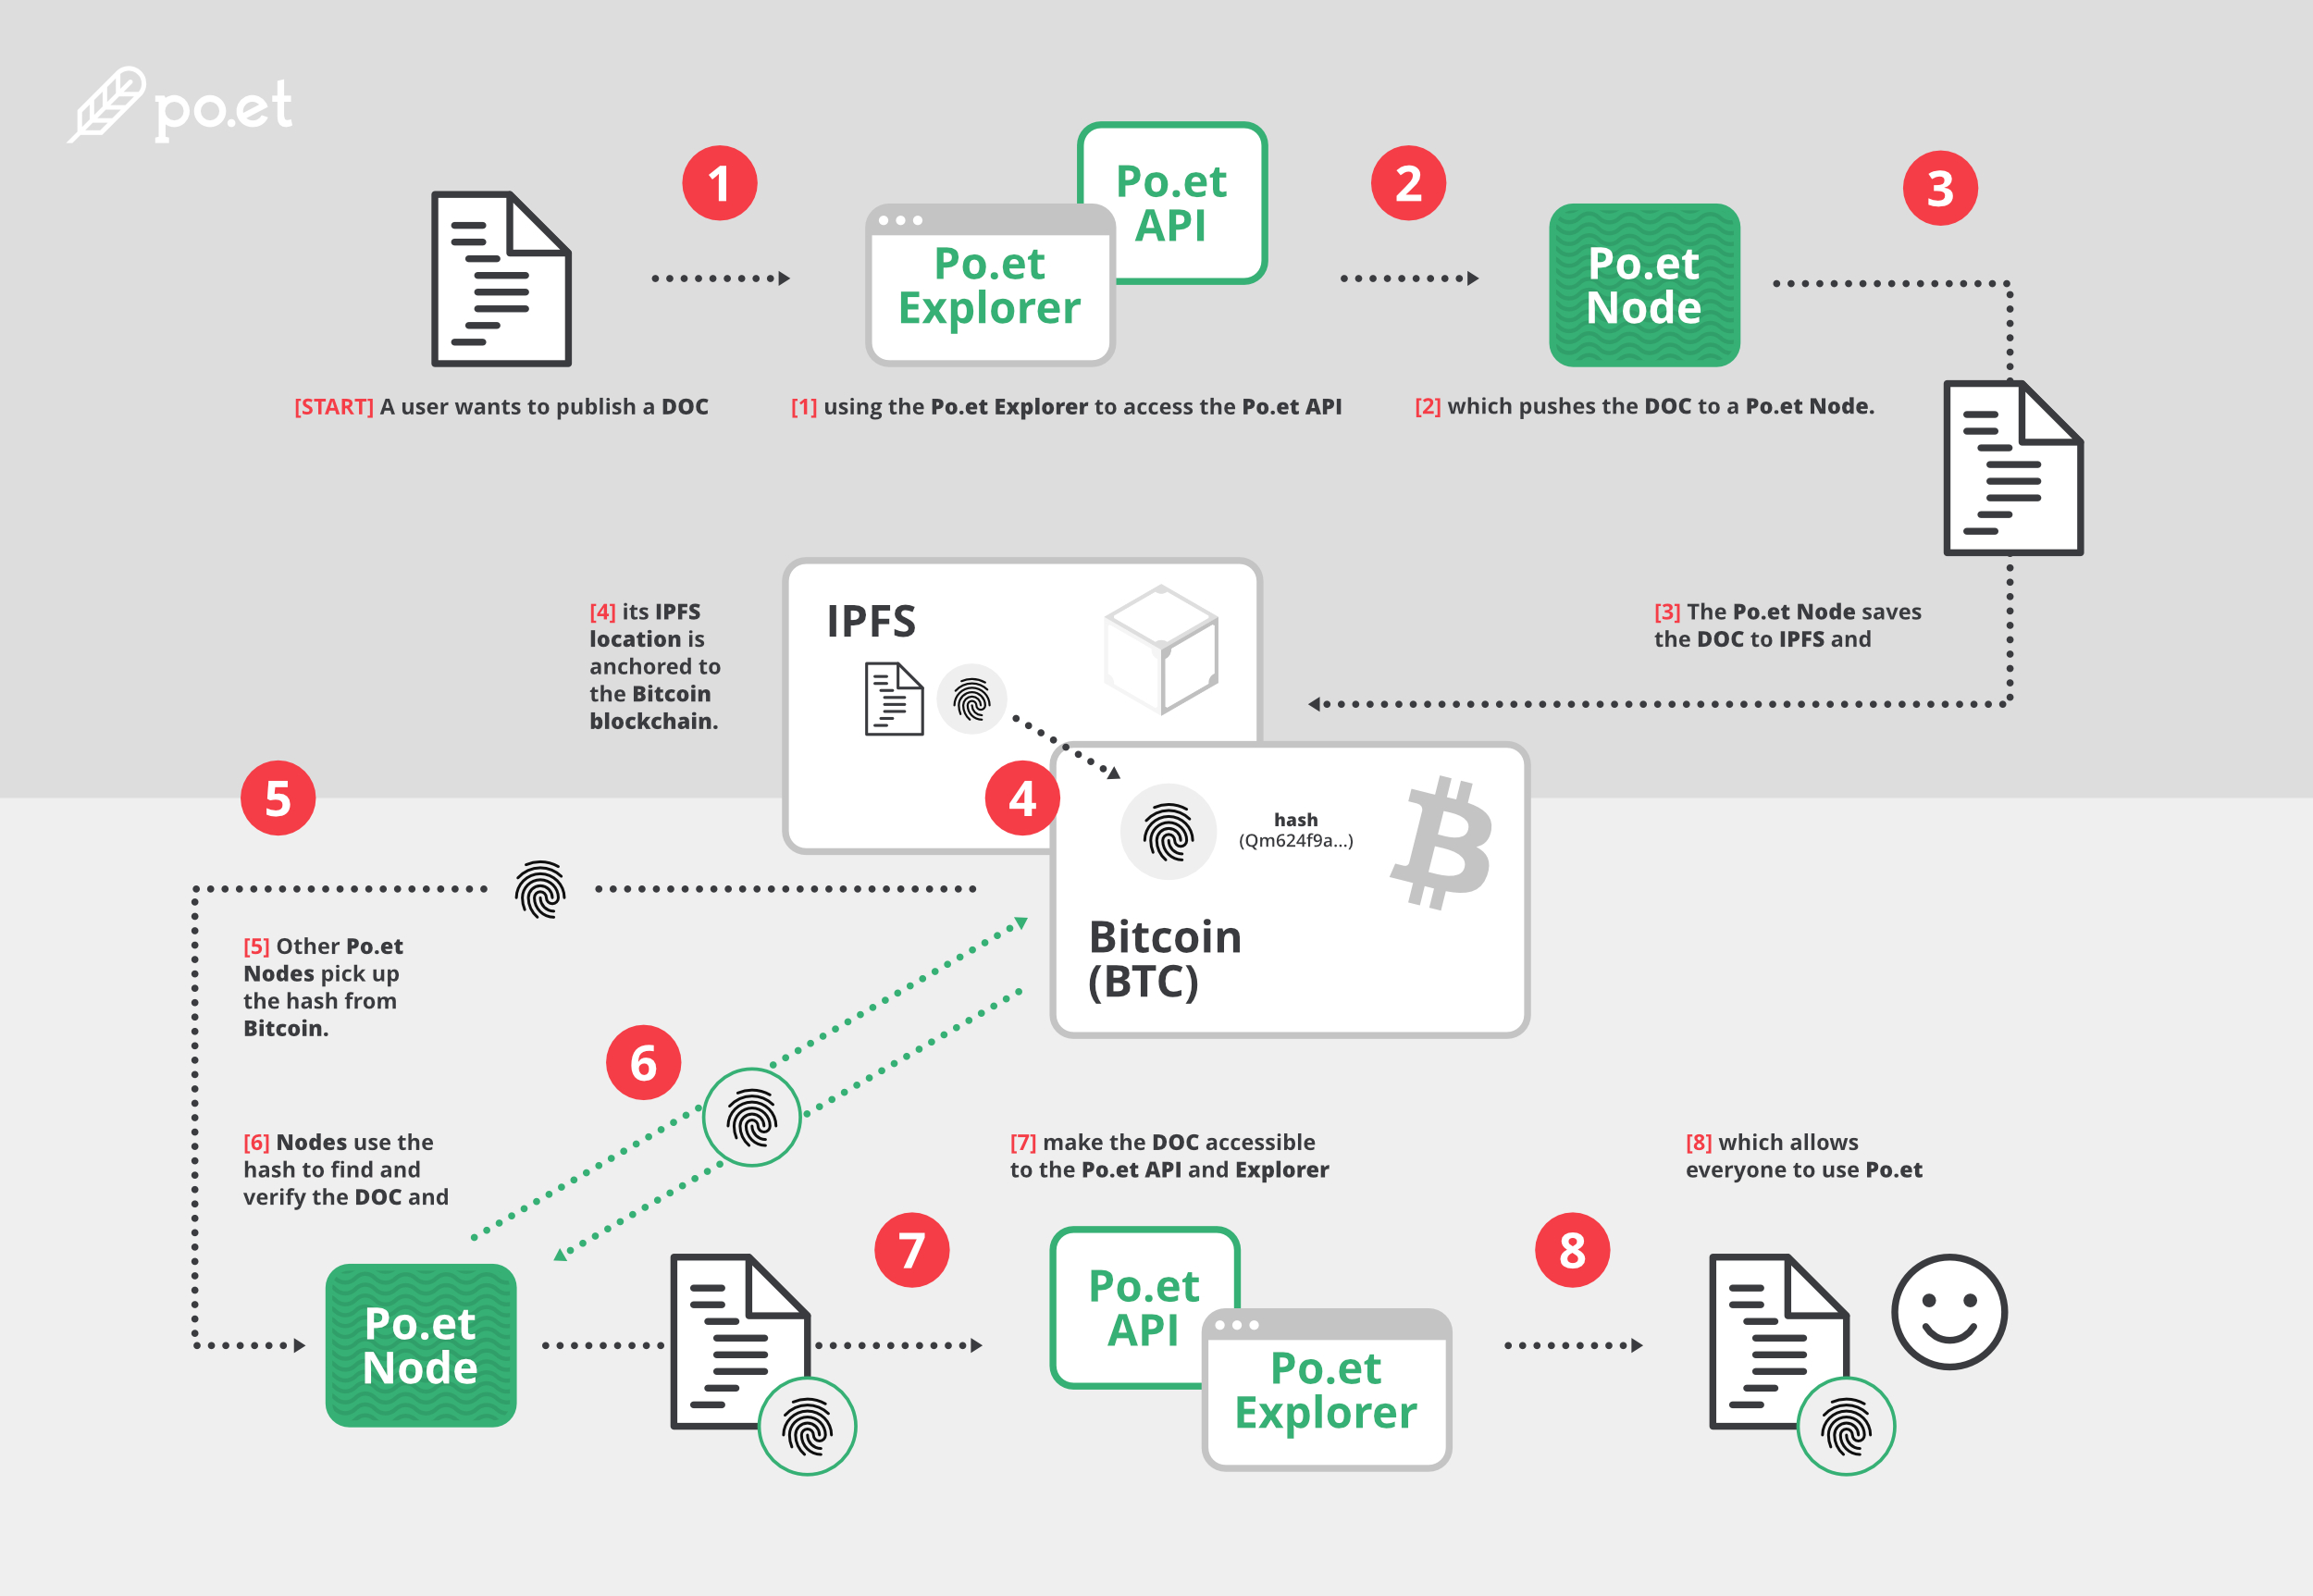 po.et
1
Po.et
API
2
3
Po.et
Explorer
Po.et
Node
[START] A user wants to publish a DOC
[1] using the Po.et Explorer to access the Po.et API
[2] which pushes the DOC to a Po.et Node.
[3] The Po.et Node saves
the DOC to IPFS and
IPFS
[4] its IPFS
location is
anchored to
the Bitcoin
blockchain.
4
hash
(Qm624f9a...)
Bitcoin
(BTC)
5
[5] Other Po.et
Nodes pick up
the hash from
Bitcoin.
6
[6] Nodes use the
hash to find and
verify the DOC and
Po.et
Node
7
[7] make the DOC accessible
to the Po.et API and Explorer
Po.et
API
Po.et
Explorer
8
[8] which allows
everyone to use Po.et